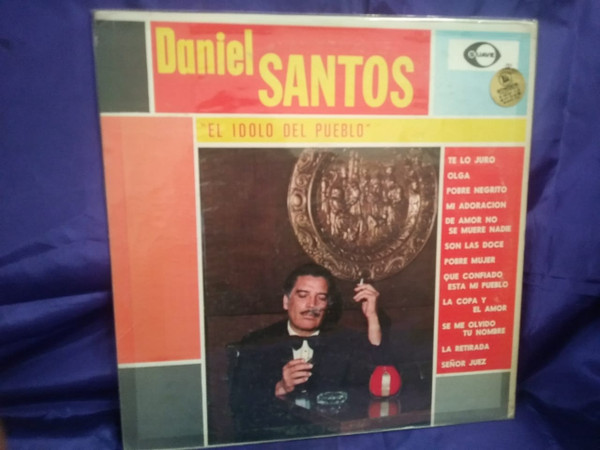 Daniel
SANTOS
SUAVE
"EL IDOLO DEL PUEBLO"
TE LO JURO
OLGA
POBRE NEGRITO
MI ADORACION
DE AMOR NO
SE MUERE NADIE
SON LAS DOCE
POBRE MUJER
QUE CONFIADO
ESTA MI PUEBLO
LA COPA Y
EL AMOR
SE ME OLVIDO
TU NOMBRE
LA RETIRADA
SEÑOR JUEZ